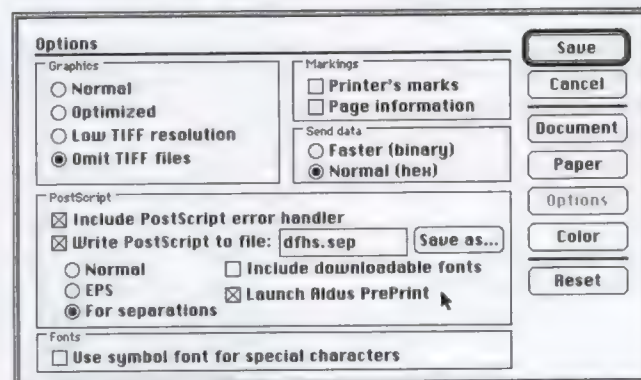 Options
Graphics
Normal
Optimized
Low TIFF resolution
Omit TIFF files
Markings
Printer's marks
Page information
Send data
Faster (binary)
Normal (hex)
PostScript
Include PostScript error handler
Write PostScript to file: dfhs.sep Save as...
Normal
EPS
For separations
Include downloadable fonts
Launch Aldus PrePrint
Fonts
Use symbol font for special characters
Save
Cancel
Document
Paper
Options
Color
Reset